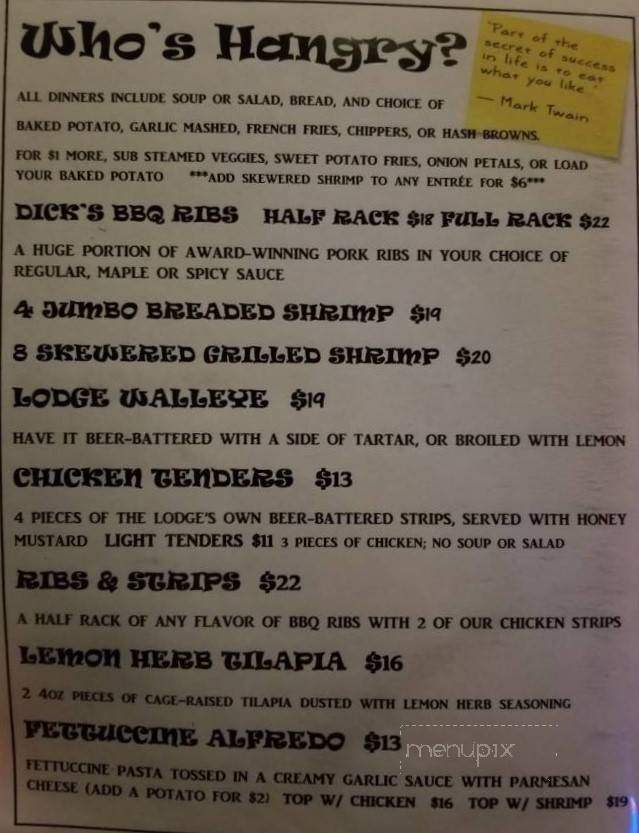 Who's Hangry?
"Part of the
secret of success
in life is to eat
what you like..."
— Mark Twain
ALL DINNERS INCLUDE SOUP OR SALAD, BREAD, AND CHOICE OF
BAKED POTATO, GARLIC MASHED, FRENCH FRIES, CHIPPERS, OR HASH BROWNS.
FOR $1 MORE, SUB STEAMED VEGGIES, SWEET POTATO FRIES, ONION PETALS, OR LOAD
YOUR BAKED POTATO ***ADD SKEWERED SHRIMP TO ANY ENTRÉE FOR $6***
DICK'S BBQ RIBS HALF RACK $18 FULL RACK $22
A HUGE PORTION OF AWARD-WINNING PORK RIBS IN YOUR CHOICE OF
REGULAR, MAPLE OR SPICY SAUCE
4 JUMBO BREADED SHRIMP $19
8 SKEWERED GRILLED SHRIMP $20
LODGE WALLEYE $19
HAVE IT BEER-BATTERED WITH A SIDE OF TARTAR, OR BROILED WITH LEMON
CHICKEN TENDERS $13
4 PIECES OF THE LODGE'S OWN BEER-BATTERED STRIPS, SERVED WITH HONEY
MUSTARD LIGHT TENDERS $11 3 PIECES OF CHICKEN; NO SOUP OR SALAD
RIBS & STRIPS $22
A HALF RACK OF ANY FLAVOR OF BBQ RIBS WITH 2 OF OUR CHICKEN STRIPS
LEMON HERB TILAPIA $16
2 4OZ PIECES OF CAGE-RAISED TILAPIA DUSTED WITH LEMON HERB SEASONING
FETTUCCINE ALFREDO $13
menupix
FETTUCCINE PASTA TOSSED IN A CREAMY GARLIC SAUCE WITH PARMESAN
CHEESE (ADD A POTATO FOR $2) TOP W/ CHICKEN $16 TOP W/ SHRIMP $19